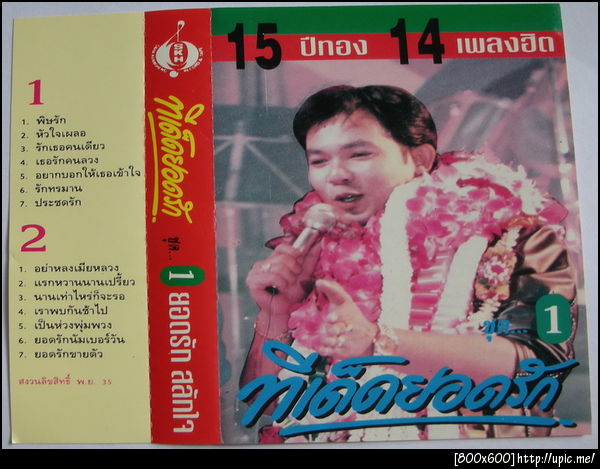 1
1. พิษรัก
2. หัวใจเผลอ
3. รักเธอคนเดียว
4. เธอรักคนลวง
5. อยากบอกให้เธอเข้าใจ
6. รักทรมาน
7. ประชดรัก
2
1. อย่าหลงเมียหลวง
2. แรกหวานนานเปรี้ยว
3. นานเท่าไหร่ก็จะรอ
4. เราพบกันช้าไป
5. เป็นห่วงพุ่มพวง
6. ยอดรักนัมเบอร์วัน
7. ยอดรักขายตัว
สงวนลิขสิทธิ์ พ.ย. 35
SKH
ทีเด็ดยอดรัก
ชุด... 1
ยอดรัก สลักใจ
15 ปีทอง 14 เพลงฮิต
ชุด... 1
ทีเด็ดยอดรัก
[800x600] http://upic.me/